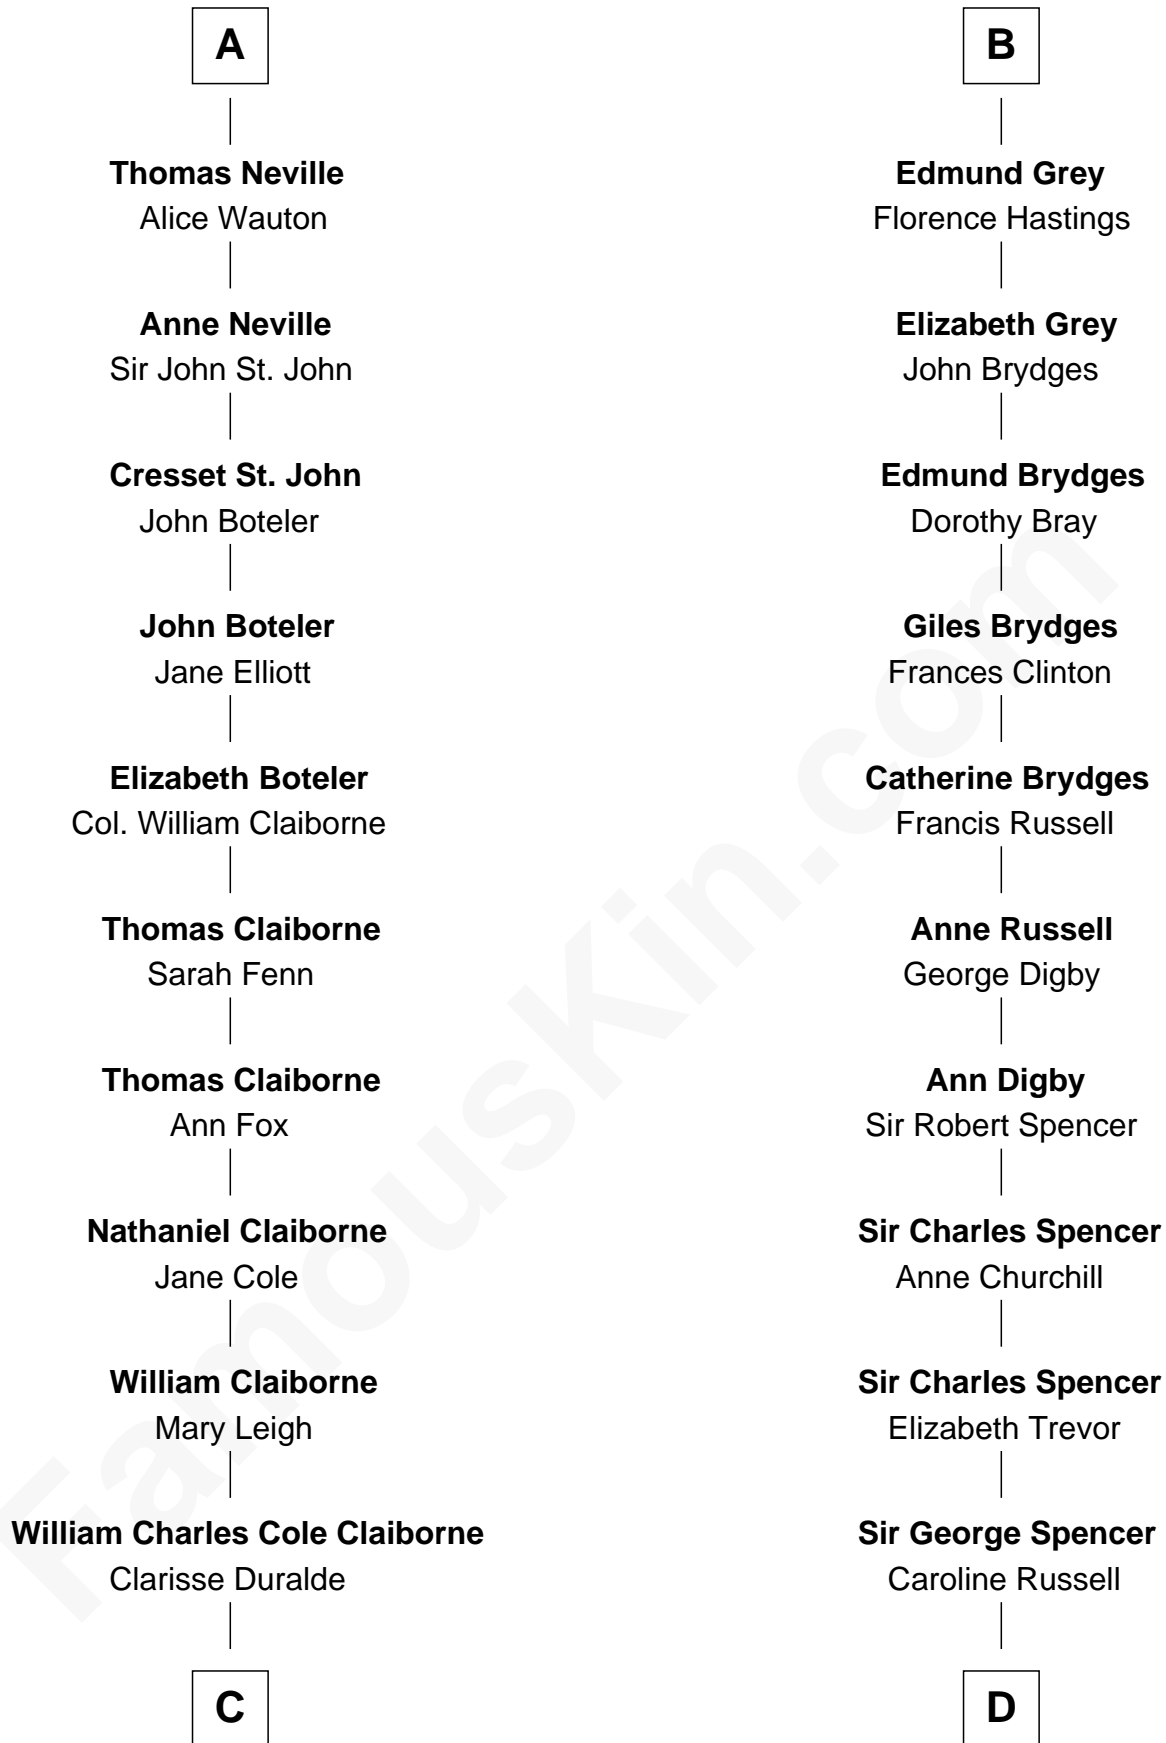 A
Thomas Neville
Alice Wauton
Anne Neville
Sir John St. John
Cresset St. John
John Boteler
John Boteler
Jane Elliott
Elizabeth Boteler
Col. William Claiborne
Thomas Claiborne
Sarah Fenn
Thomas Claiborne
Ann Fox
Nathaniel Claiborne
Jane Cole
William Claiborne
Mary Leigh
William Charles Cole Claiborne
Clarisse Duralde
C
B
Edmund Grey
Florence Hastings
Elizabeth Grey
John Brydges
Edmund Brydges
Dorothy Bray
Giles Brydges
Frances Clinton
Catherine Brydges
Francis Russell
Anne Russell
George Digby
Ann Digby
Sir Robert Spencer
Sir Charles Spencer
Anne Churchill
Sir Charles Spencer
Elizabeth Trevor
Sir George Spencer
Caroline Russell
D
FamousKin.com